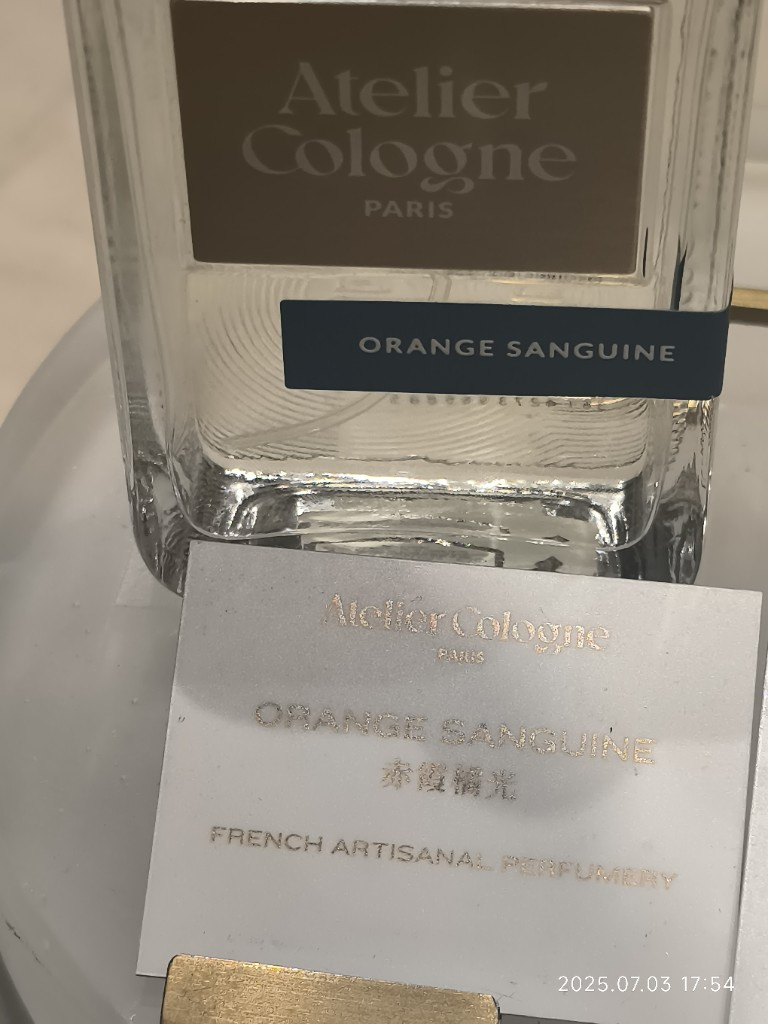 Atelier
Cologne
PARIS
ORANGE SANGUINE
Atelier Cologne
PARIS
ORANGE SANGUINE
赤霞橘光
FRENCH ARTISANAL PERFUMERY
2025.07.03 17:54